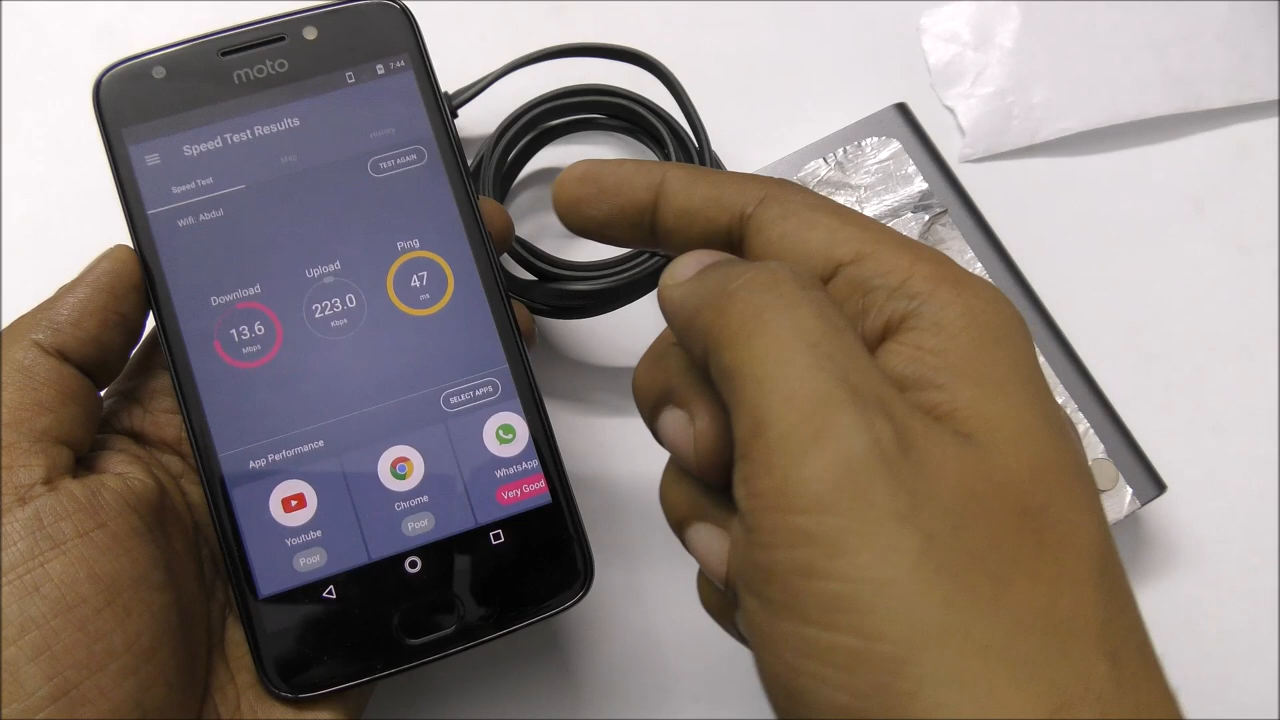 moto
7:44
Speed Test Results
Speed Test
Map
History
TEST AGAIN
Wifi: Abdul
Download
13.6
Mbps
Upload
223.0
Kbps
Ping
47
ms
SELECT APPS
App Performance
Youtube
Poor
Chrome
Poor
WhatsApp
Very Good